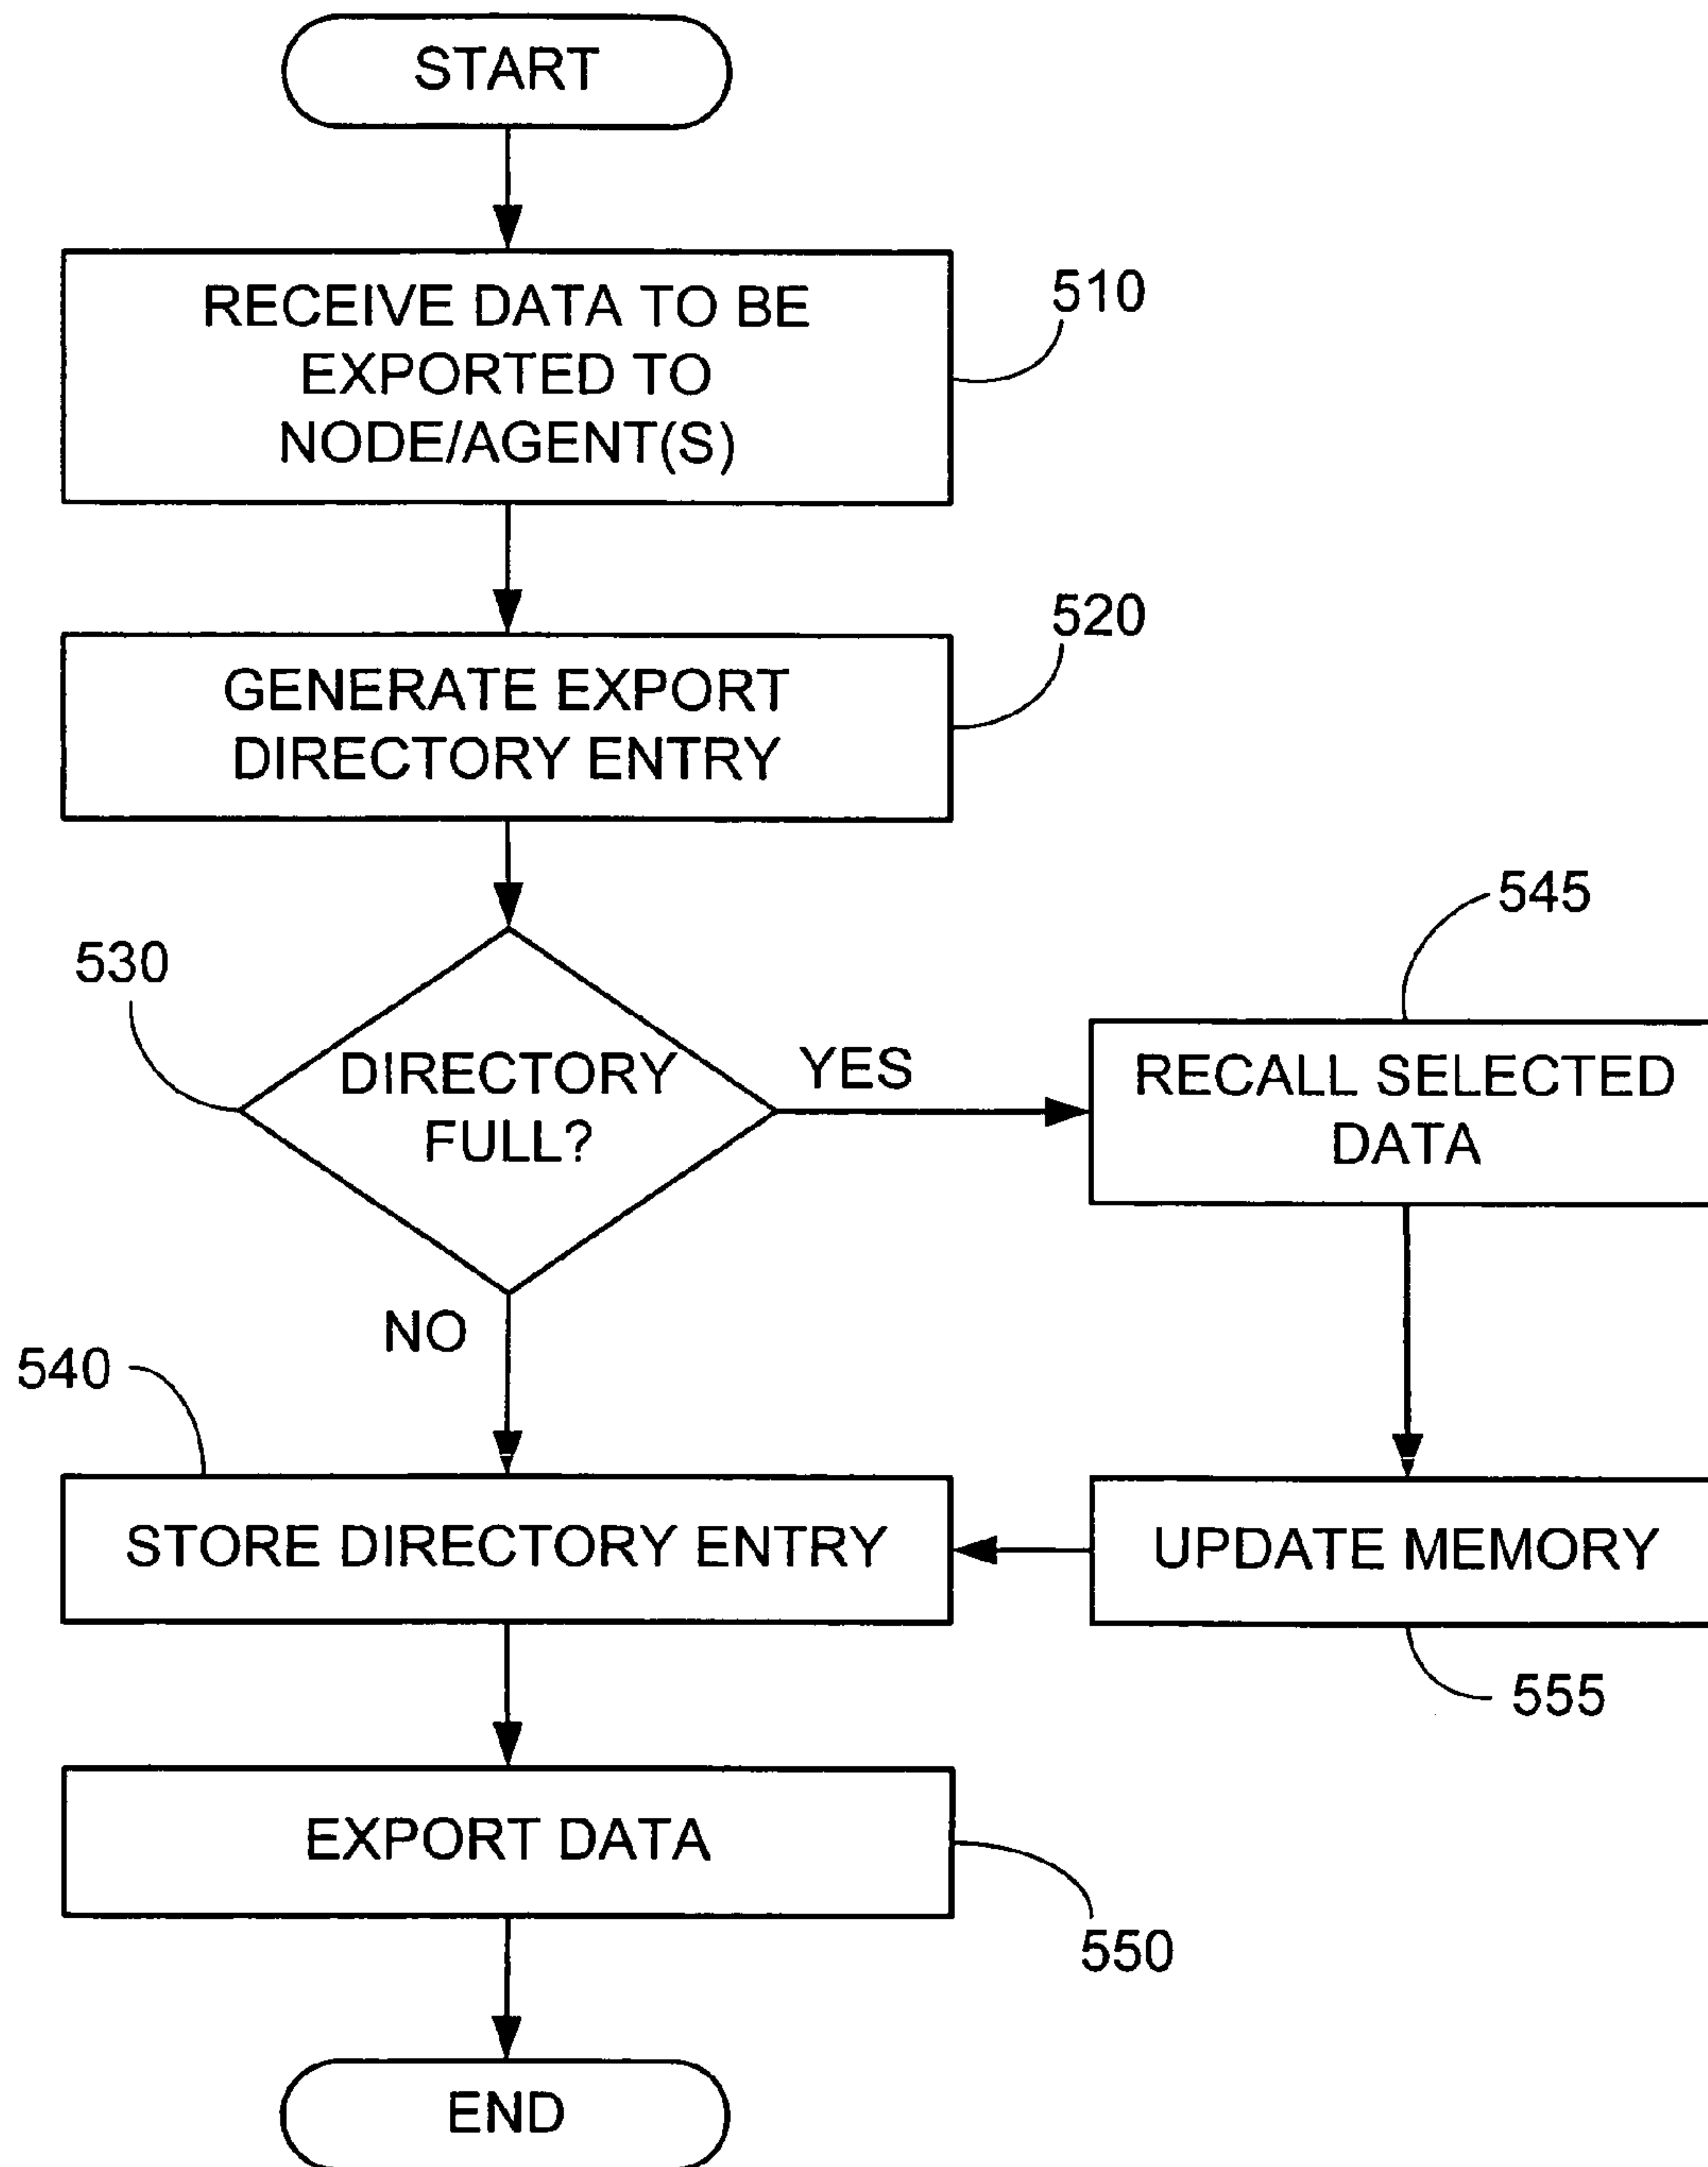 START
RECEIVE DATA TO BE
EXPORTED TO
NODE/AGENT(S)
510
GENERATE EXPORT
DIRECTORY ENTRY
520
530
DIRECTORY
FULL?
YES
NO
545
RECALL SELECTED
DATA
540
STORE DIRECTORY ENTRY
UPDATE MEMORY
555
EXPORT DATA
550
END